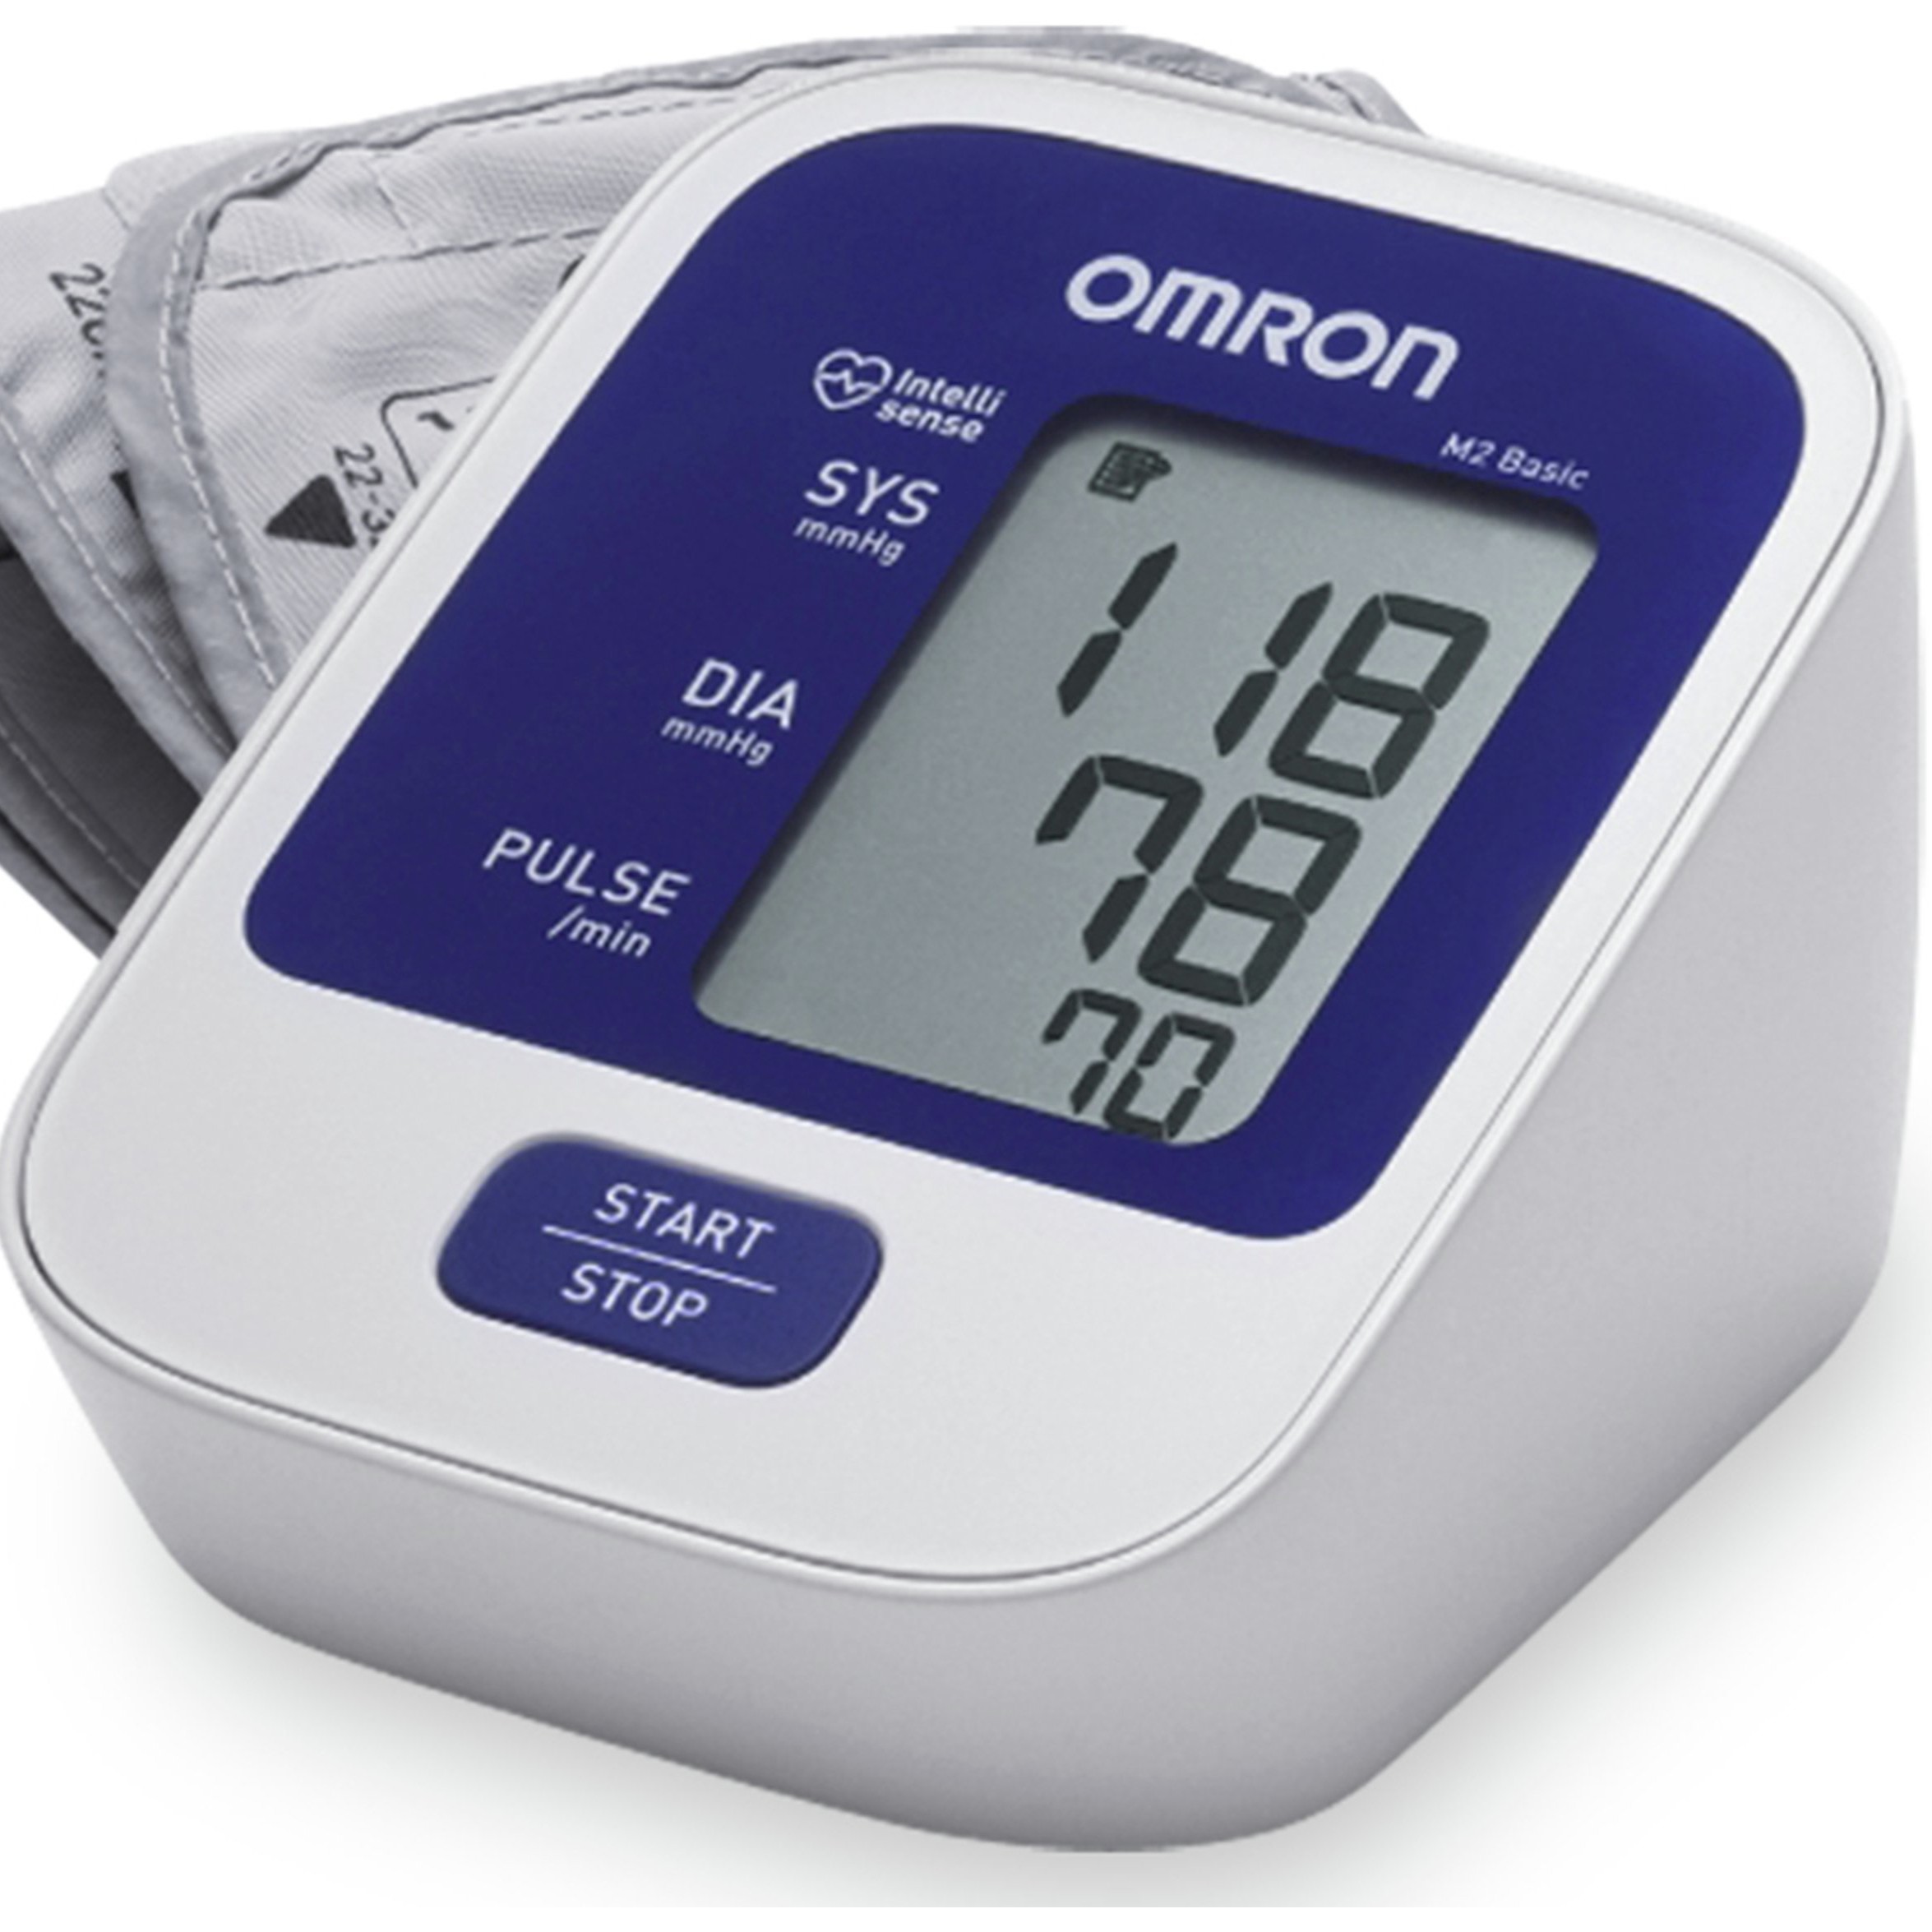 OMRON
Intelli
sense
M2 Basic
SYS
mmHg
118
DIA
mmHg
78
PULSE
/min
70
START
STOP